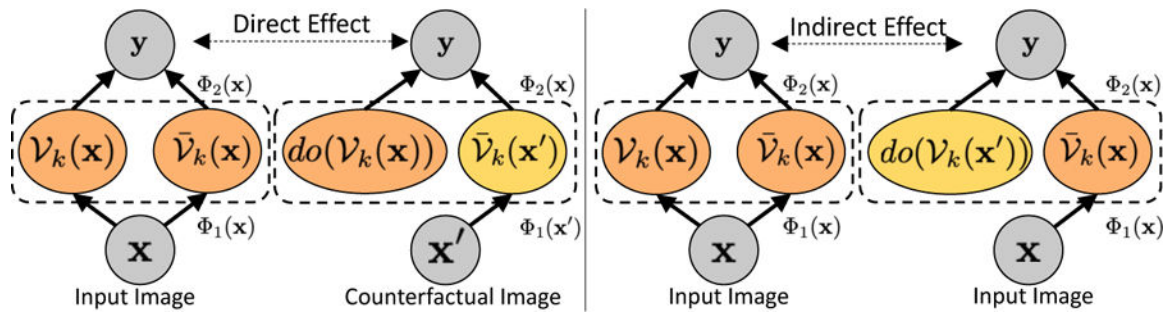 Direct Effect
Indirect Effect
y y y y
Φ₂(x) Φ₂(x) Φ₂(x) Φ₂(x)
𝒱ₖ(x) 𝒱̄ₖ(x) do(𝒱ₖ(x)) 𝒱̄ₖ(x′) 𝒱ₖ(x) 𝒱̄ₖ(x) do(𝒱ₖ(x′)) 𝒱̄ₖ(x)
Φ₁(x) Φ₁(x′) Φ₁(x) Φ₁(x)
x x′ x x
Input Image Counterfactual Image Input Image Input Image